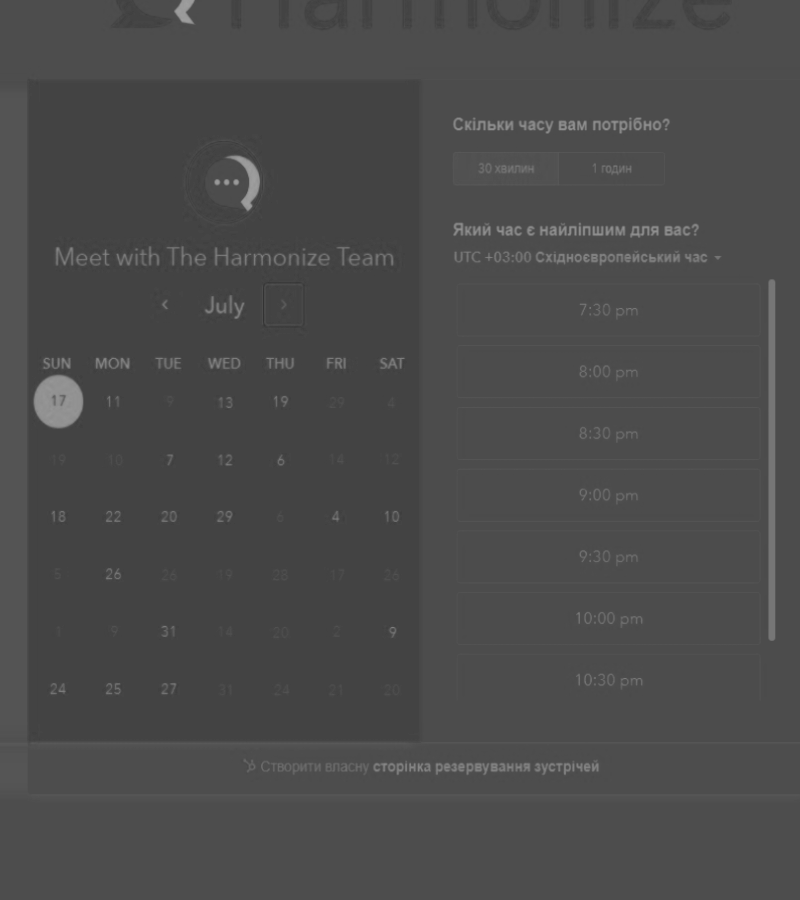 Harmonize
Meet with The Harmonize Team
July
SUN MON TUE WED THU FRI SAT
17 11 9 13 19 29 4
19 10 7 12 6 14 12
18 22 20 29 6 4 10
5 26 26 19 28 17 26
1 9 31 14 20 2 9
24 25 27 31 24 21 20
Скільки часу вам потрібно?
30 хвилин 1 годин
Який час є найліпшим для вас?
UTC +03:00 Східноєвропейський час
7:30 pm
8:00 pm
8:30 pm
9:00 pm
9:30 pm
10:00 pm
10:30 pm
Створити власну сторінка резервування зустрічей